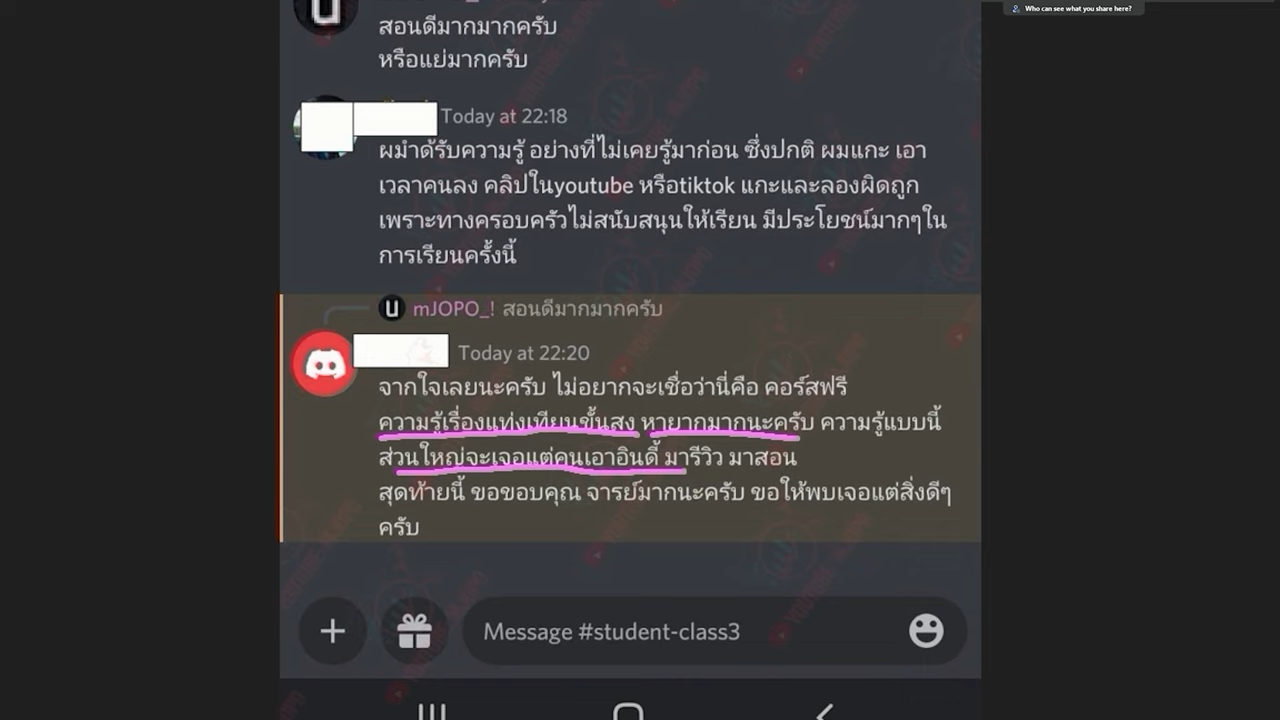 Who can see what you share here?
สอนดีมากมากครับ
หรือแย่มากครับ
Today at 22:18
ผมำด้รับความรู้ อย่างที่ไม่เคยรู้มาก่อน ซึ่งปกติ ผมแกะ เอา
เวลาคนลง คลิปในyoutube หรือtiktok แกะและลองผิดถูก
เพราะทางครอบครัวไม่สนับสนุนให้เรียน มีประโยชน์มากๆใน
การเรียนครั้งนี้
mJOPO_! สอนดีมากมากครับ
Today at 22:20
จากใจเลยนะครับ ไม่อยากจะเชื่อว่านี่คือ คอร์สฟรี
ความรู้เรื่องแท่งเทียนขั้นสูง หายากมากนะครับ ความรู้แบบนี้
ส่วนใหญ่จะเจอแต่คนเอาอินดี้ มารีวิว มาสอน
สุดท้ายนี้ ขอขอบคุณ จารย์มากนะครับ ขอให้พบเจอแต่สิ่งดีๆ
ครับ
Message #student-class3